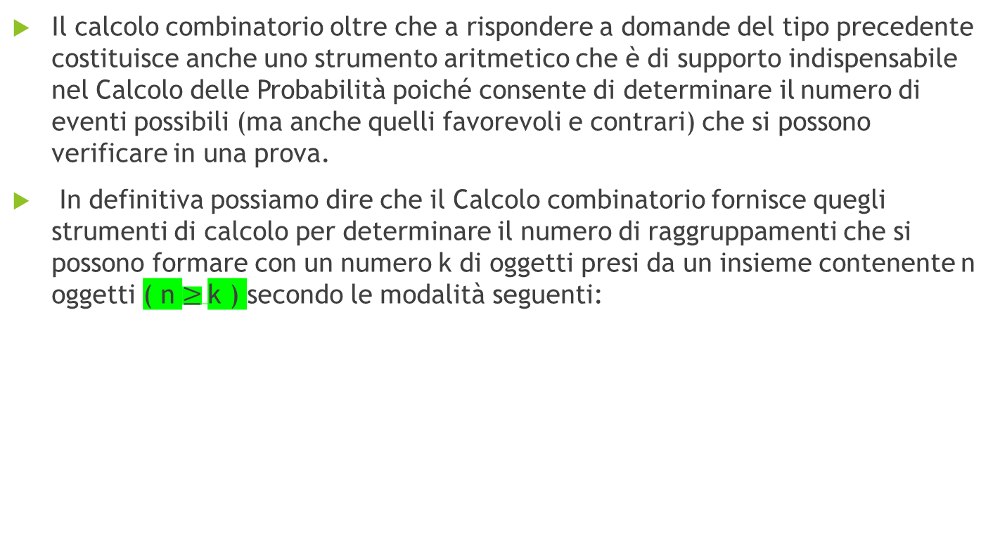 Il calcolo combinatorio oltre che a rispondere a domande del tipo precedente
costituisce anche uno strumento aritmetico che è di supporto indispensabile
nel Calcolo delle Probabilità poiché consente di determinare il numero di
eventi possibili (ma anche quelli favorevoli e contrari) che si possono
verificare in una prova.
In definitiva possiamo dire che il Calcolo combinatorio fornisce quegli
strumenti di calcolo per determinare il numero di raggruppamenti che si
possono formare con un numero k di oggetti presi da un insieme contenente n
oggetti ( n ≥ k ) secondo le modalità seguenti: